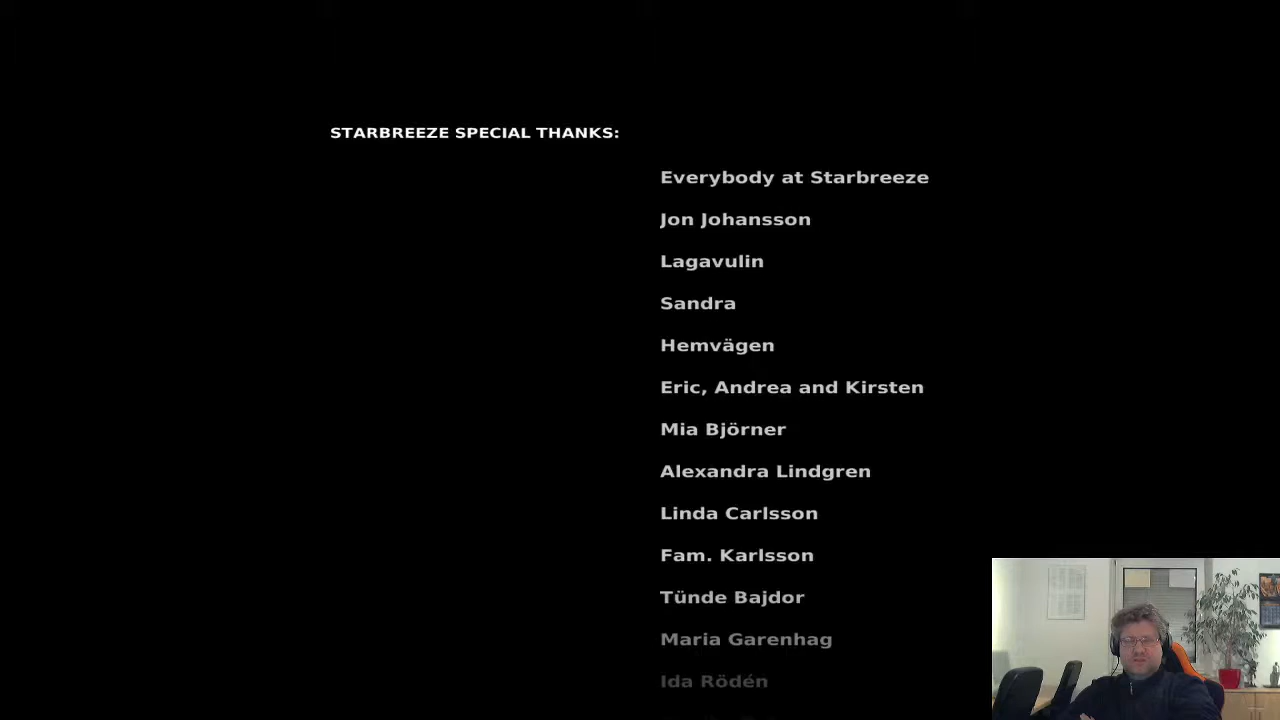 STARBREEZE SPECIAL THANKS:
Everybody at Starbreeze
Jon Johansson
Lagavulin
Sandra
Hemvägen
Eric, Andrea and Kirsten
Mia Björner
Alexandra Lindgren
Linda Carlsson
Fam. Karlsson
Tünde Bajdor
Maria Garenhag
Ida Rödén